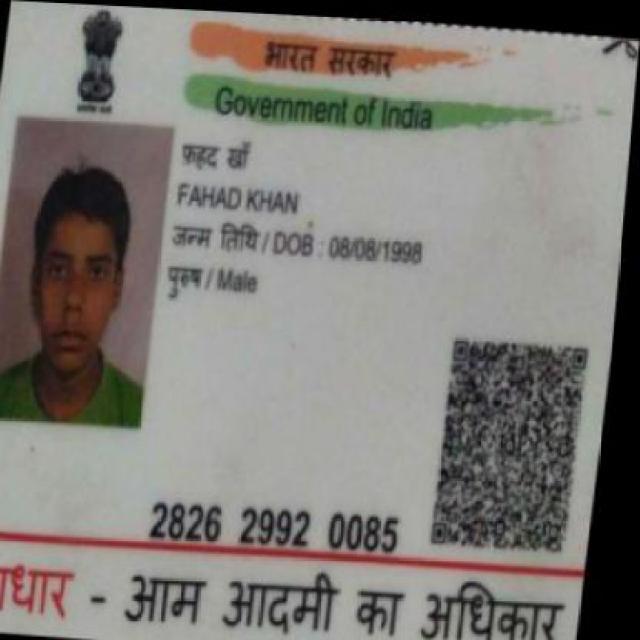 भारत सरकार
Government of India
फ़हद खाँ
FAHAD KHAN
जन्म तिथि / DOB : 08/08/1998
पुरुष / Male
2826 2992 0085
ाधार - आम आदमी का अधिकार